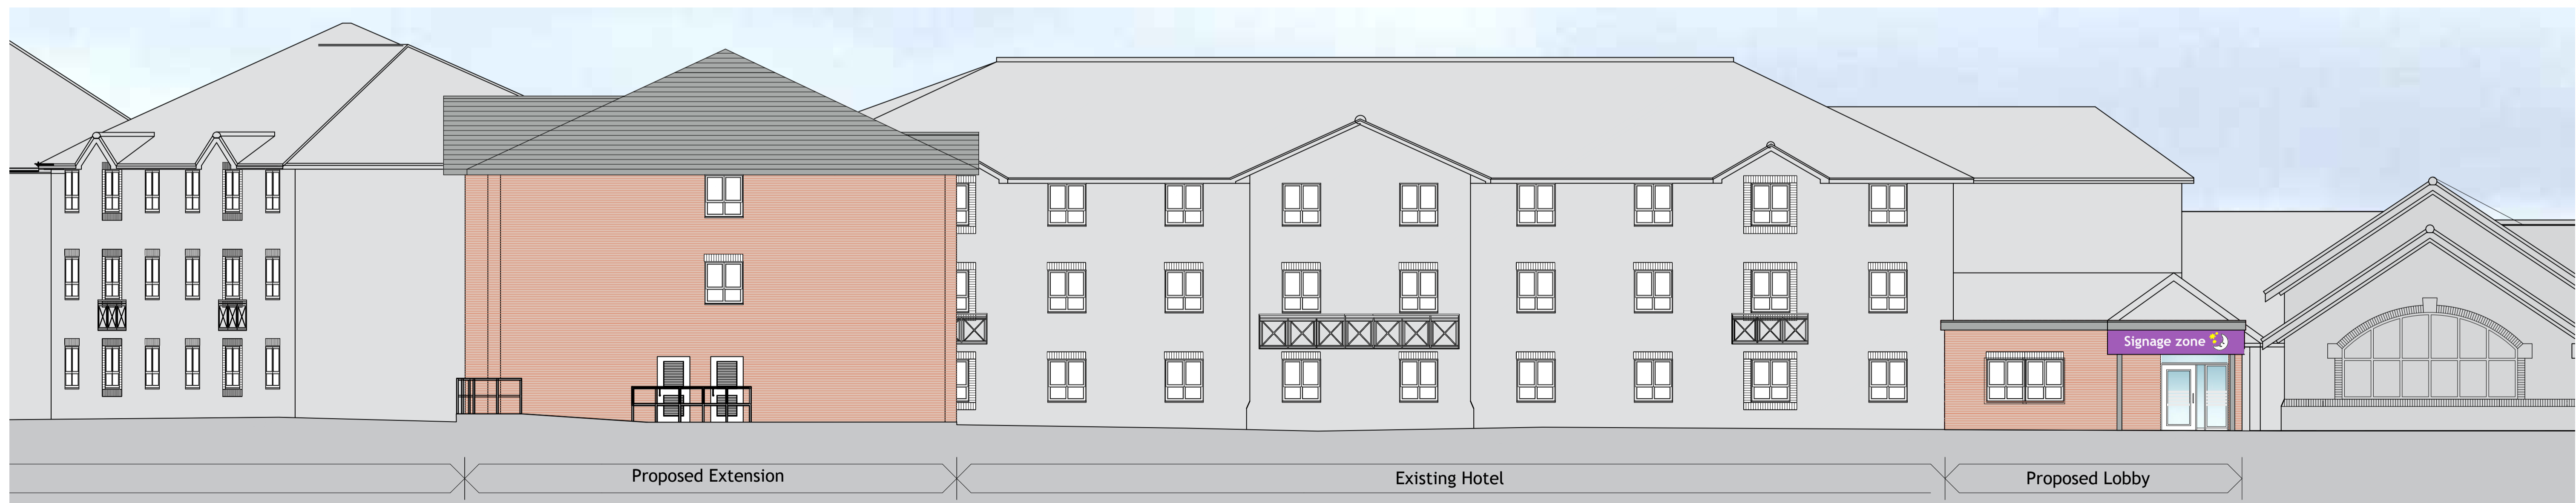 Signage zone
Proposed Extension
Existing Hotel
Proposed Lobby